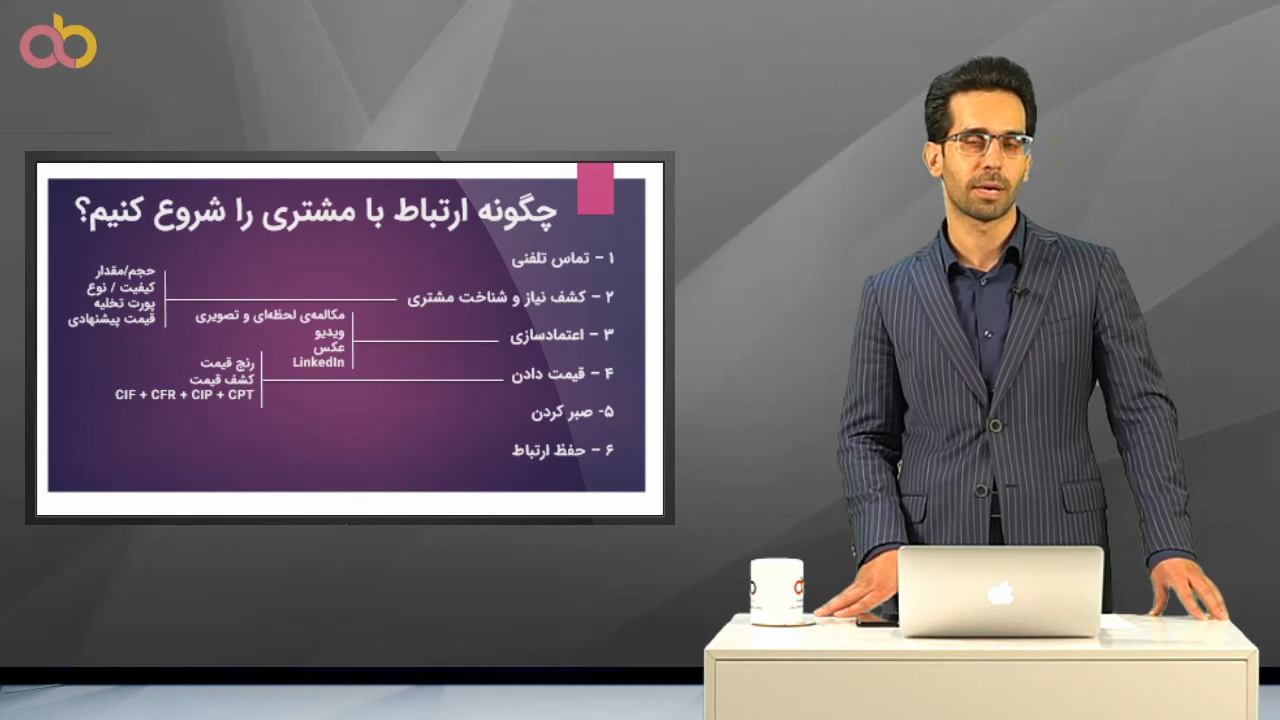 ab
چگونه ارتباط با مشتری را شروع کنیم؟
۱ – تماس تلفنی
۲ – کشف نیاز و شناخت مشتری
حجم/مقدار
کیفیت / نوع
پورت تخلیه
قیمت پیشنهادی
۳ – اعتمادسازی
مکالمه‌ی لحظه‌ای و تصویری
ویدیو
عکس
LinkedIn
۴ – قیمت دادن
رنج قیمت
کشف قیمت
CIF + CFR + CIP + CPT
۵- صبر کردن
۶ – حفظ ارتباط